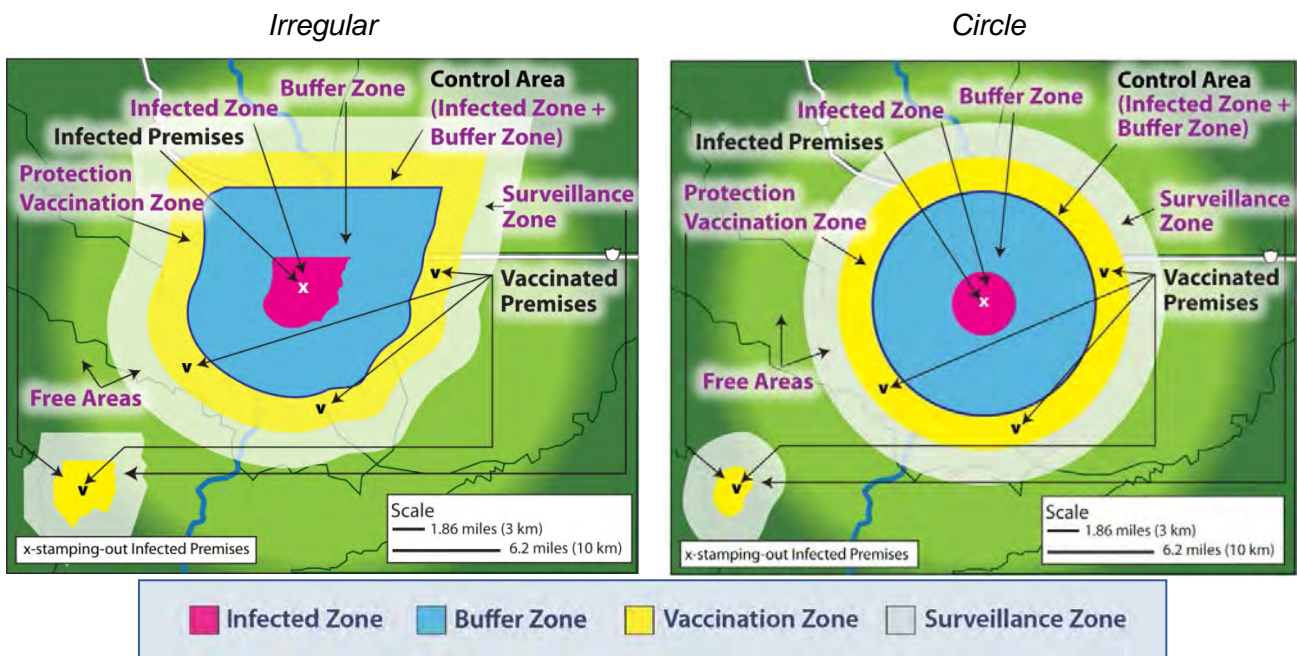 Irregular
Buffer Zone
Control Area
(Infected Zone +
Buffer Zone)
Infected Zone
Infected Premises
Protection
Vaccination Zone
Surveillance
Zone
x
v
v
v
Vaccinated
Premises
Free Areas
v
Scale
1.86 miles (3 km)
6.2 miles (10 km)
x-stamping-out Infected Premises
Circle
Control Area
(Infected Zone +
Buffer Zone)
Buffer Zone
Infected Zone
Infected Premises
Protection
Vaccination Zone
Surveillance
Zone
x
v
v
v
Vaccinated
Premises
Free Areas
v
Scale
1.86 miles (3 km)
6.2 miles (10 km)
x-stamping-out Infected Premises
Infected Zone Buffer Zone Vaccination Zone Surveillance Zone